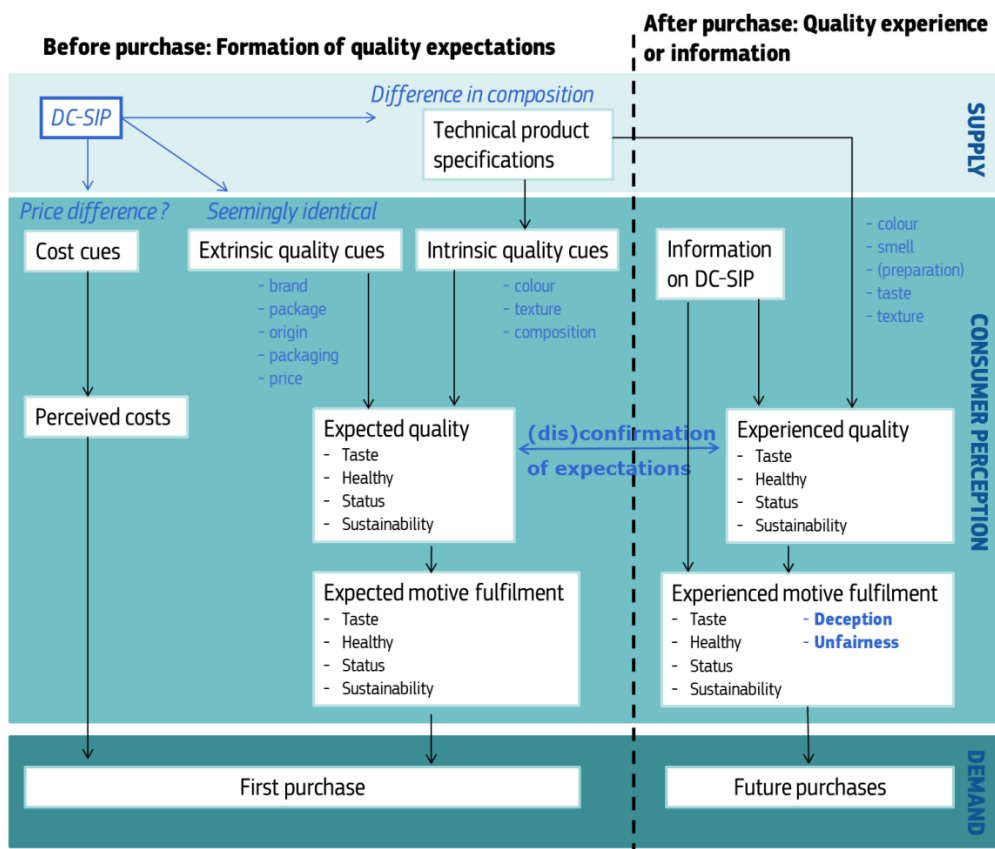 Before purchase: Formation of quality expectations
After purchase: Quality experience
or information
DC-SIP
Difference in composition
Technical product
specifications
SUPPLY
Price difference ?
Cost cues
Seemingly identical
Extrinsic quality cues
- brand
- package
- origin
- packaging
- price
Intrinsic quality cues
- colour
- texture
- composition
Information
on DC-SIP
- colour
- smell
- (preparation)
- taste
- texture
CONSUMER PERCEPTION
Perceived costs
Expected quality
- Taste
- Healthy
- Status
- Sustainability
(dis)confirmation
of expectations
Experienced quality
- Taste
- Healthy
- Status
- Sustainability
Expected motive fulfilment
- Taste
- Healthy
- Status
- Sustainability
Experienced motive fulfilment
- Taste
- Healthy
- Status
- Sustainability
- Deception
- Unfairness
First purchase
Future purchases
DEMAND